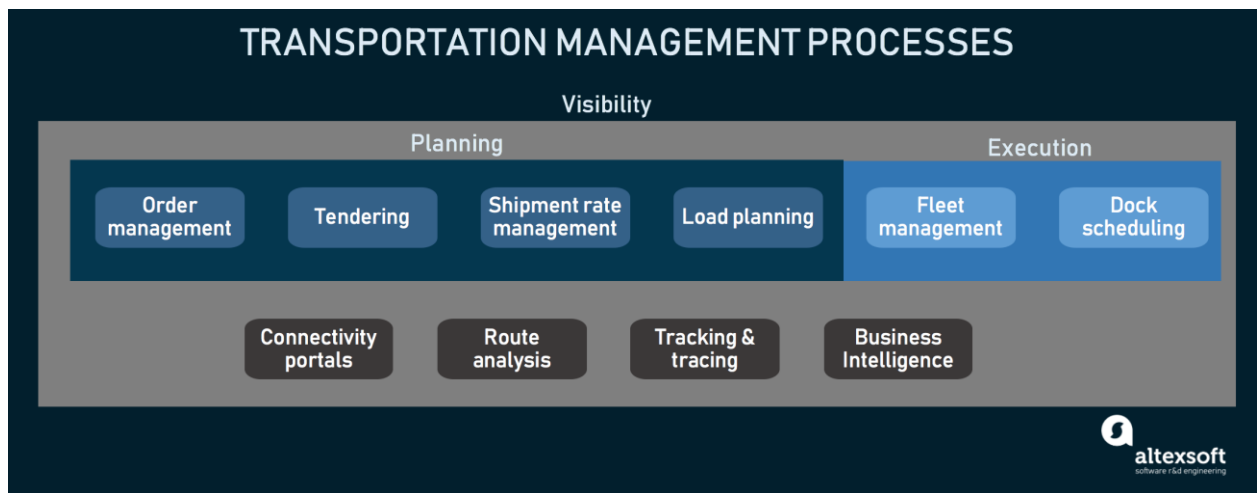 TRANSPORTATION MANAGEMENT PROCESSES
Visibility
Planning
Execution
Order
management
Tendering
Shipment rate
management
Load planning
Fleet
management
Dock
scheduling
Connectivity
portals
Route
analysis
Tracking &
tracing
Business
Intelligence
altexsoft
software r&d engineering